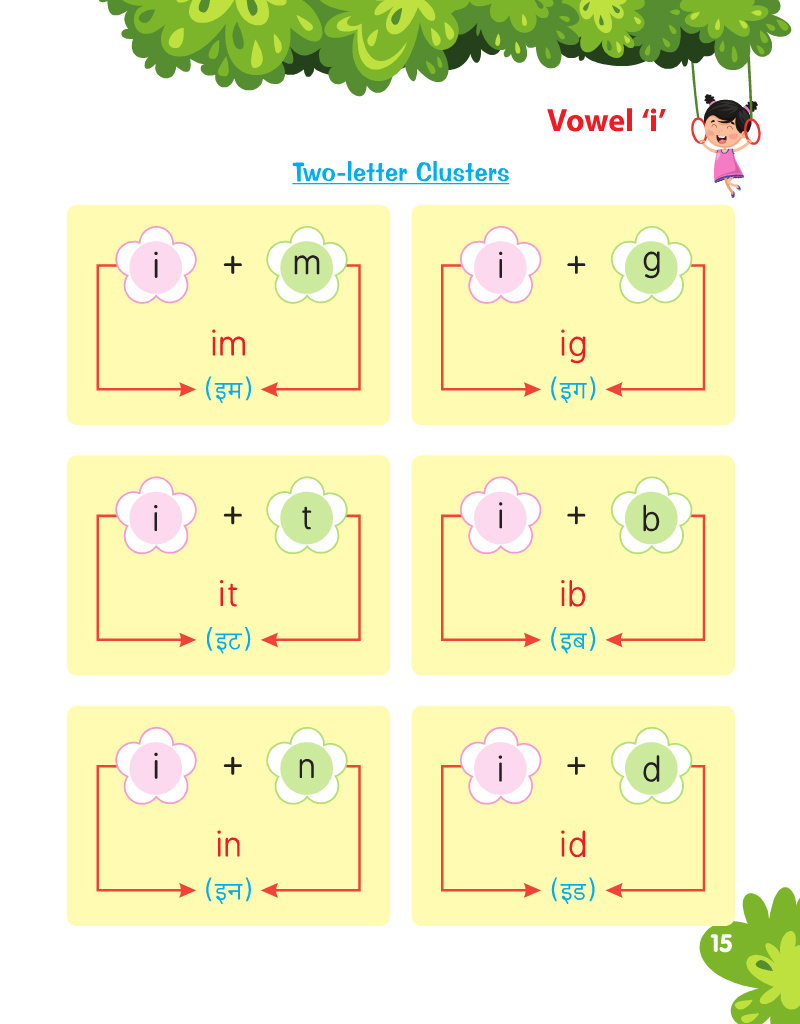 Vowel ‘i’
Two-letter Clusters
i + m
im
(इम)
i + g
ig
(इग)
i + t
it
(इट)
i + b
ib
(इब)
i + n
in
(इन)
i + d
id
(इड)
15